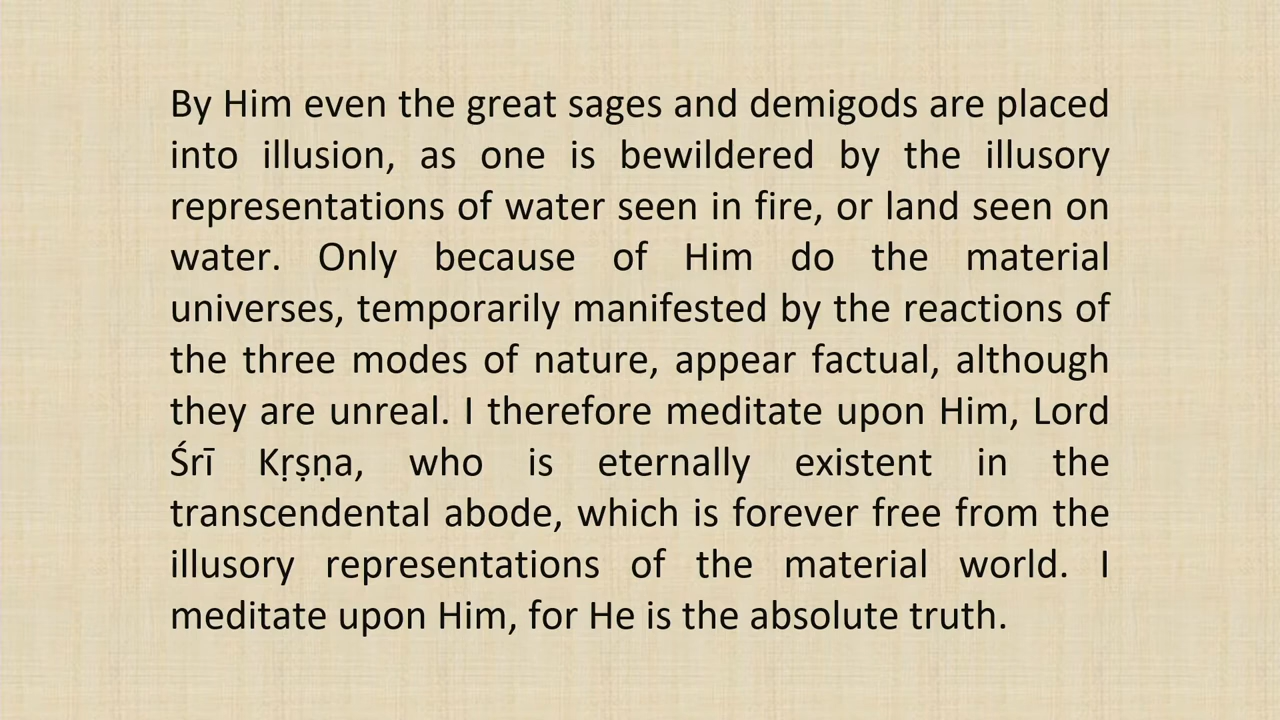 By Him even the great sages and demigods are placed
into illusion, as one is bewildered by the illusory
representations of water seen in fire, or land seen on
water. Only because of Him do the material
universes, temporarily manifested by the reactions of
the three modes of nature, appear factual, although
they are unreal. I therefore meditate upon Him, Lord
Śrī Kṛṣṇa, who is eternally existent in the
transcendental abode, which is forever free from the
illusory representations of the material world. I
meditate upon Him, for He is the absolute truth.